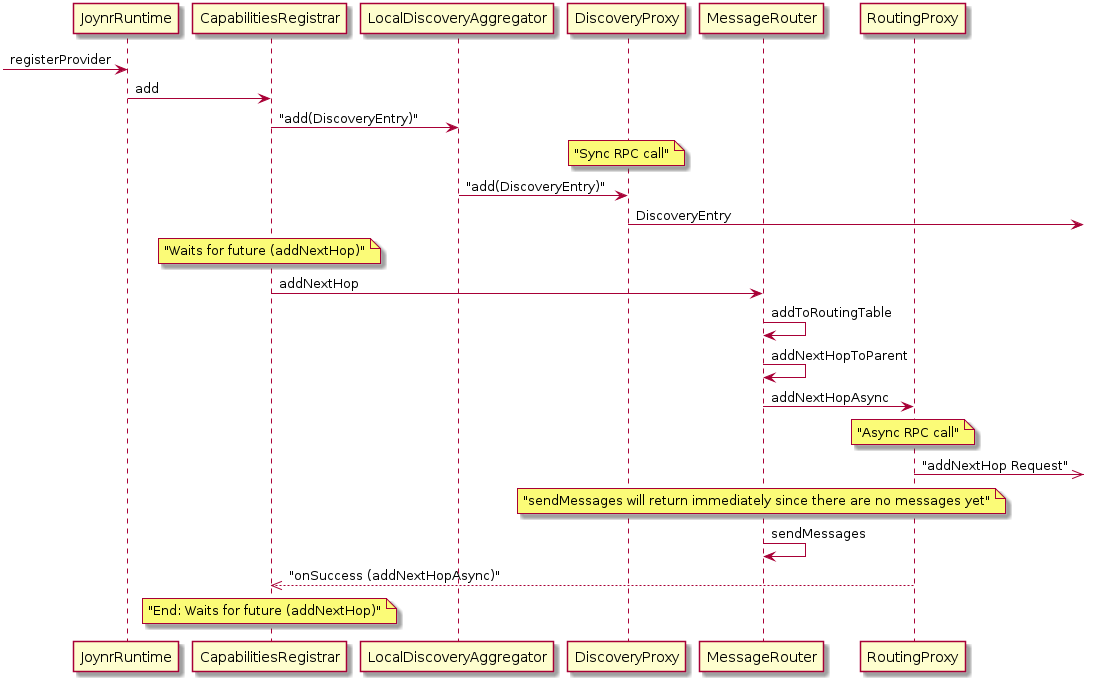 JoynrRuntime
CapabilitiesRegistrar
LocalDiscoveryAggregator
DiscoveryProxy
MessageRouter
RoutingProxy
registerProvider
add
"add(DiscoveryEntry)"
"Sync RPC call"
"add(DiscoveryEntry)"
DiscoveryEntry
"Waits for future (addNextHop)"
addNextHop
addToRoutingTable
addNextHopToParent
addNextHopAsync
"Async RPC call"
"addNextHop Request"
"sendMessages will return immediately since there are no messages yet"
sendMessages
"onSuccess (addNextHopAsync)"
"End: Waits for future (addNextHop)"
JoynrRuntime
CapabilitiesRegistrar
LocalDiscoveryAggregator
DiscoveryProxy
MessageRouter
RoutingProxy